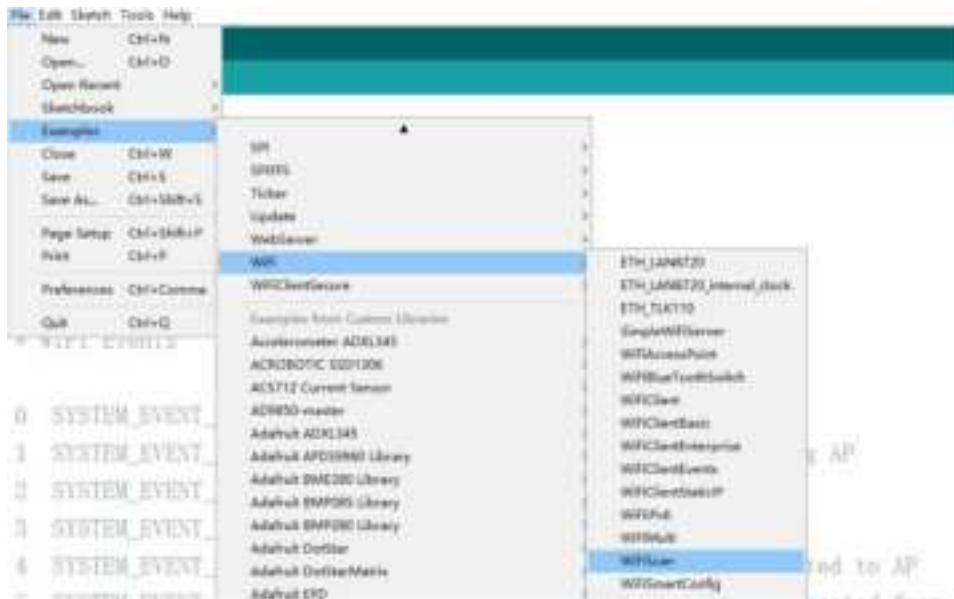 File Edit Sketch Tools Help
New Ctrl+N
Open... Ctrl+O
Open Recent
Sketchbook
Examples
Close Ctrl+W
Save Ctrl+S
Save As... Ctrl+Shift+S
Page Setup Ctrl+Shift+P
Print Ctrl+P
Preferences Ctrl+Comma
Quit Ctrl+Q
SPI
SPIFFS
Ticker
Update
WebServer
WiFi
WiFiClientSecure
Examples from Custom Libraries
Accelerometer ADXL345
ACROBOTIC SSD1306
ACS712 Current Sensor
AD9850-master
Adafruit ADXL345
Adafruit APDS9960 Library
Adafruit BME280 Library
Adafruit BMP085 Library
Adafruit BMP280 Library
Adafruit DotStar
Adafruit DotStarMatrix
Adafruit EPD
ETH_LAN8720
ETH_LAN8720_internal_clock
ETH_TLK110
SimpleWiFiServer
WiFiAccessPoint
WiFiBlueToothSwitch
WiFiClient
WiFiClientBasic
WiFiClientEnterprise
WiFiClientEvents
WiFiClientStaticIP
WiFiIPv6
WiFiMulti
WiFiScan
WiFiSmartConfig
* WiFi Events
0 SYSTEM_EVENT_
1 SYSTEM_EVENT_ AP
2 SYSTEM_EVENT_
3 SYSTEM_EVENT_
4 SYSTEM_EVENT_ ted to AP